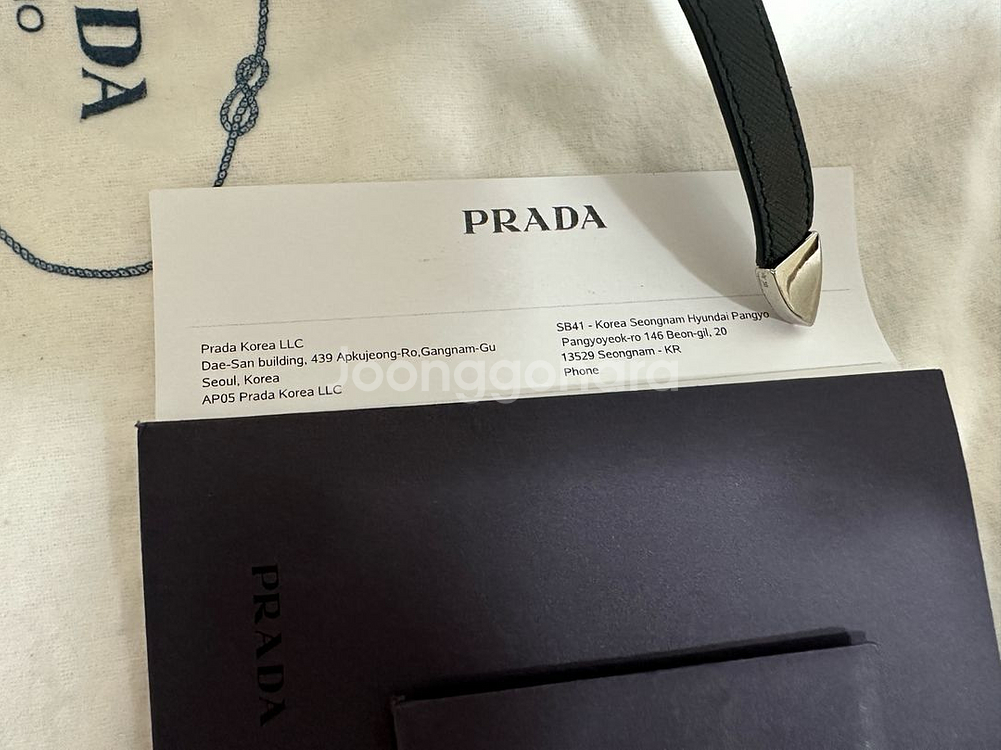 DA
O
PRADA
Prada Korea LLC
Dae-San building, 439 Apkujeong-Ro,Gangnam-Gu
Seoul, Korea
AP05 Prada Korea LLC
SB41 - Korea Seongnam Hyundai Pangyo
Pangyoyeok-ro 146 Beon-gil, 20
13529 Seongnam - KR
Phone
Joonggonara
PRADA